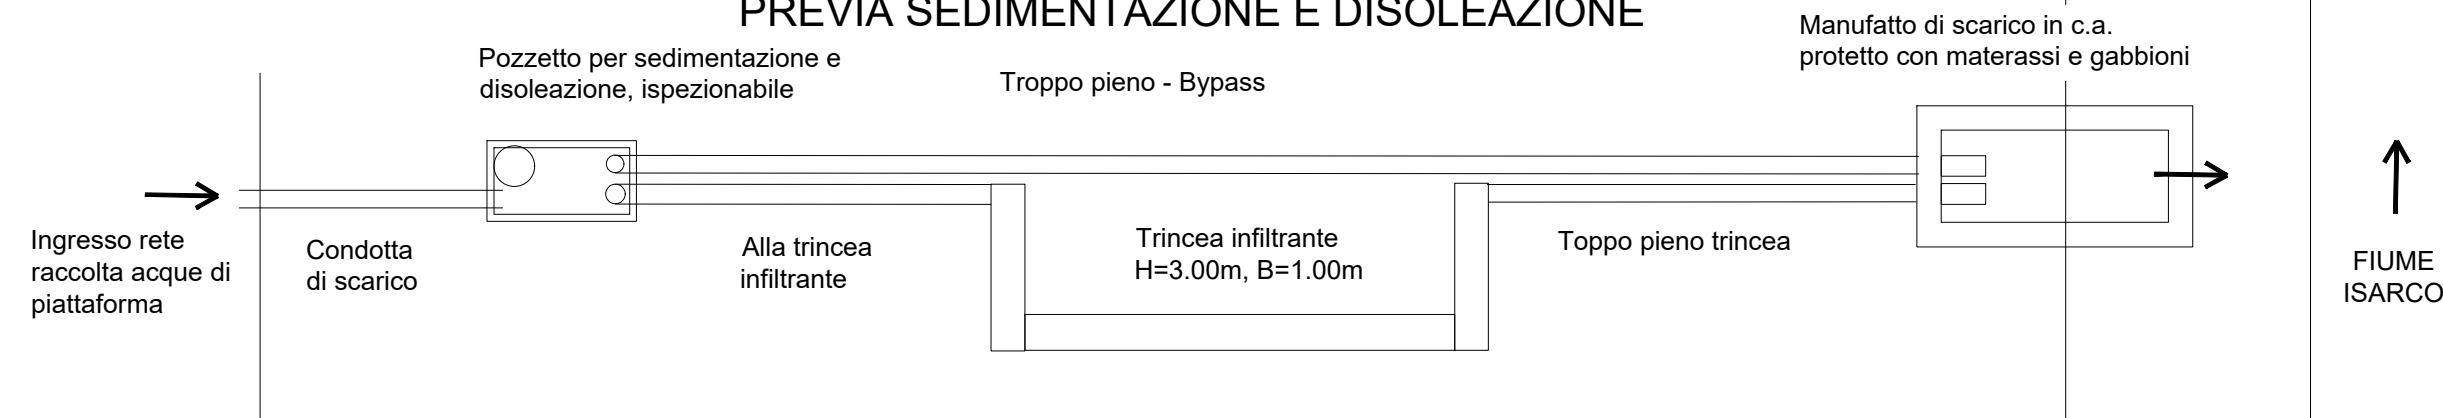 PREVIA SEDIMENTAZIONE E DISOLEAZIONE
Manufatto di scarico in c.a.
protetto con materassi e gabbioni
Pozzetto per sedimentazione e
disoleazione, ispezionabile
Troppo pieno - Bypass
Ingresso rete
raccolta acque di
piattaforma
Condotta
di scarico
Alla trincea
infiltrante
Trincea infiltrante
H=3.00m, B=1.00m
Toppo pieno trincea
FIUME
ISARCO